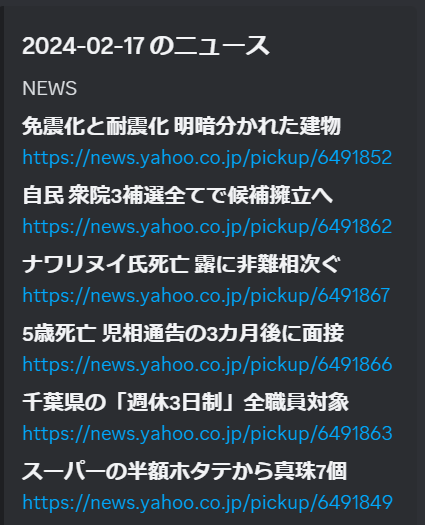 2024-02-17 のニュース
NEWS
免震化と耐震化 明暗分かれた建物
https://news.yahoo.co.jp/pickup/6491852
自民 衆院3補選全てで候補擁立へ
https://news.yahoo.co.jp/pickup/6491862
ナワリヌイ氏死亡 露に非難相次ぐ
https://news.yahoo.co.jp/pickup/6491867
5歳死亡 児相通告の3カ月後に面接
https://news.yahoo.co.jp/pickup/6491866
千葉県の「週休3日制」全職員対象
https://news.yahoo.co.jp/pickup/6491863
スーパーの半額ホタテから真珠7個
https://news.yahoo.co.jp/pickup/6491849